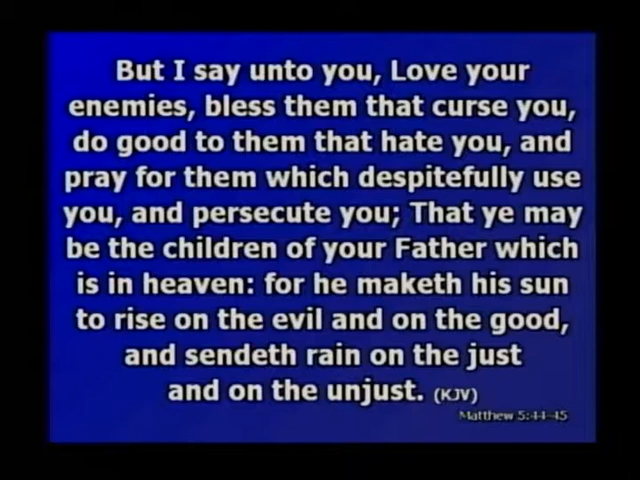 But I say unto you, Love your
enemies, bless them that curse you,
do good to them that hate you, and
pray for them which despitefully use
you, and persecute you; That ye may
be the children of your Father which
is in heaven: for he maketh his sun
to rise on the evil and on the good,
and sendeth rain on the just
and on the unjust. (KJV)
Matthew 5:44-45